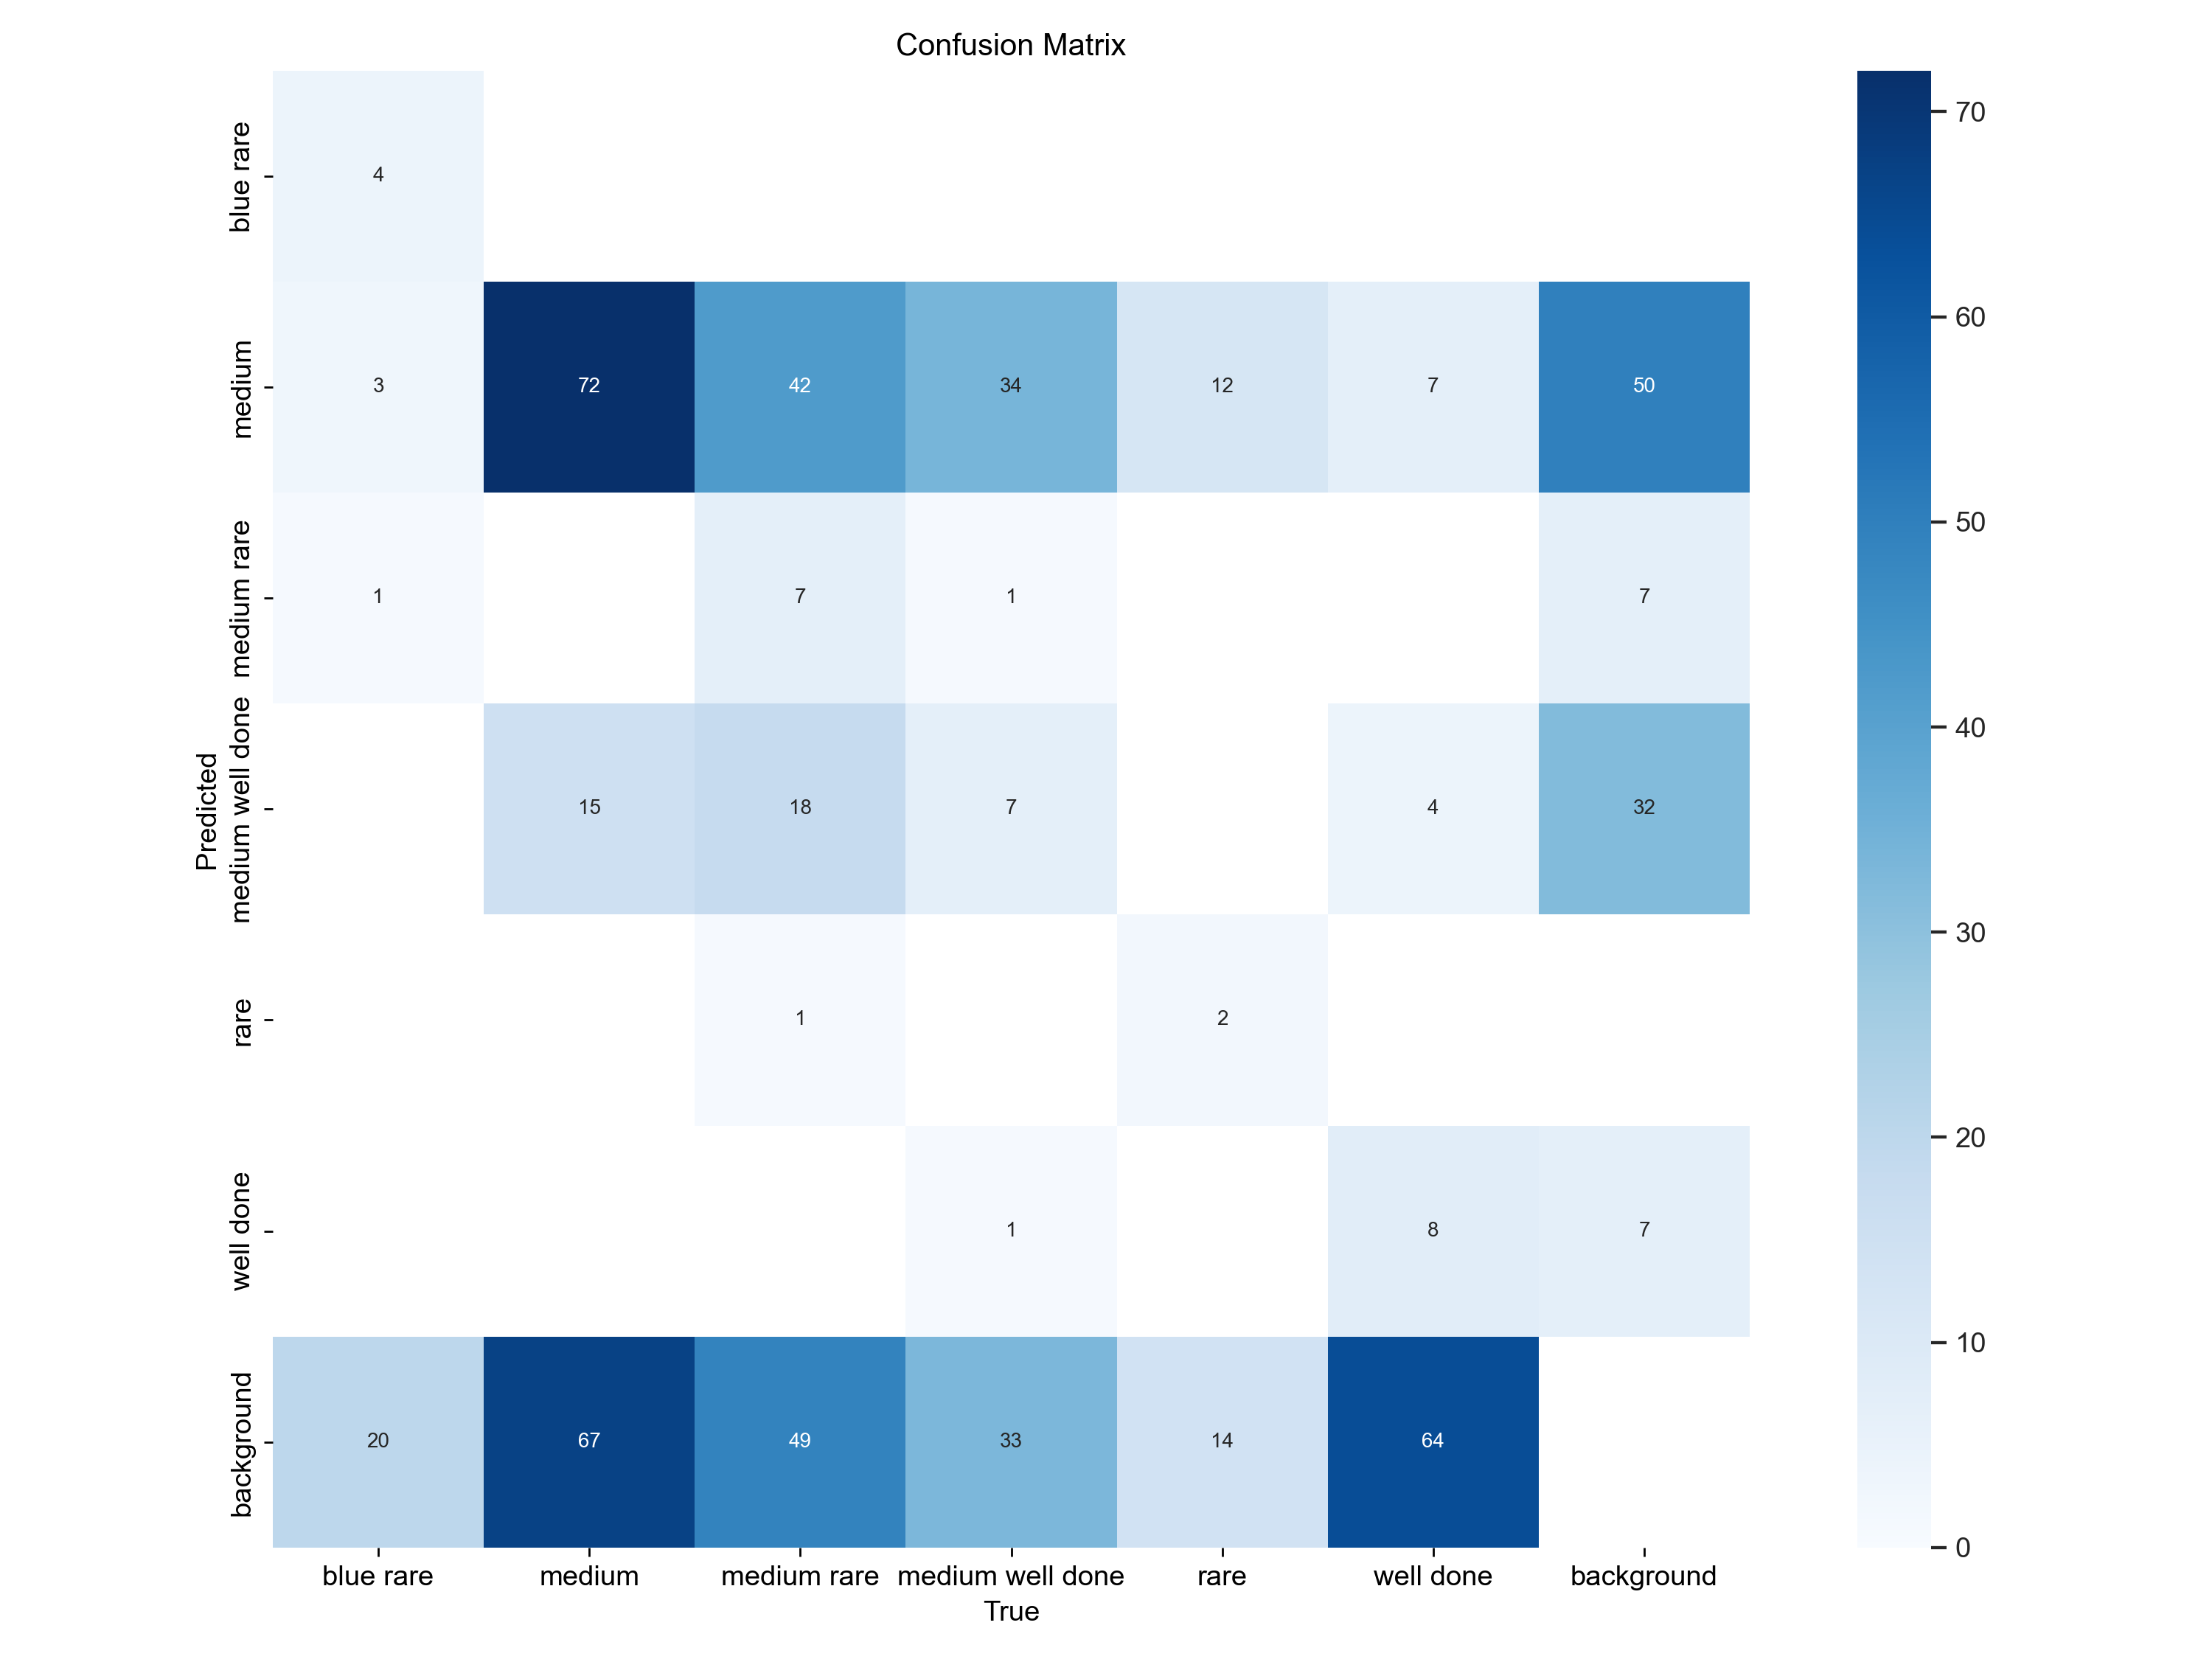 Confusion Matrix
blue rare
4
medium
3 72 42 34 12 7 50
medium rare
1 7 1 7
medium well done
15 18 7 4 32
rare
1 2
well done
1 8 7
background
20 67 49 33 14 64
Predicted
blue rare medium medium rare medium well done rare well done background
True
70
60
50
40
30
20
10
0